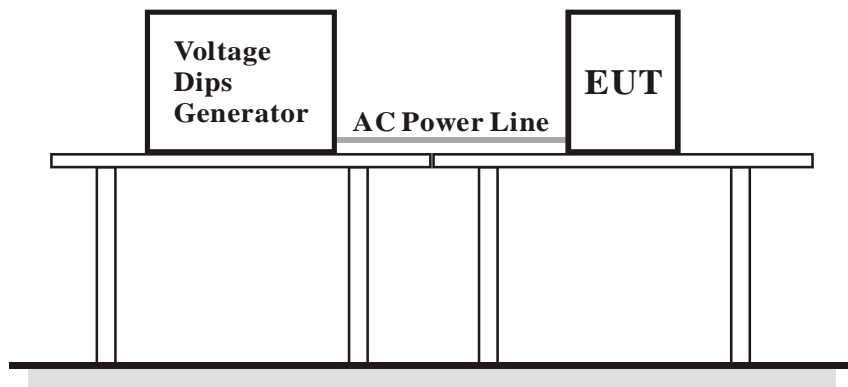 Voltage
Dips
Generator
AC Power Line
EUT